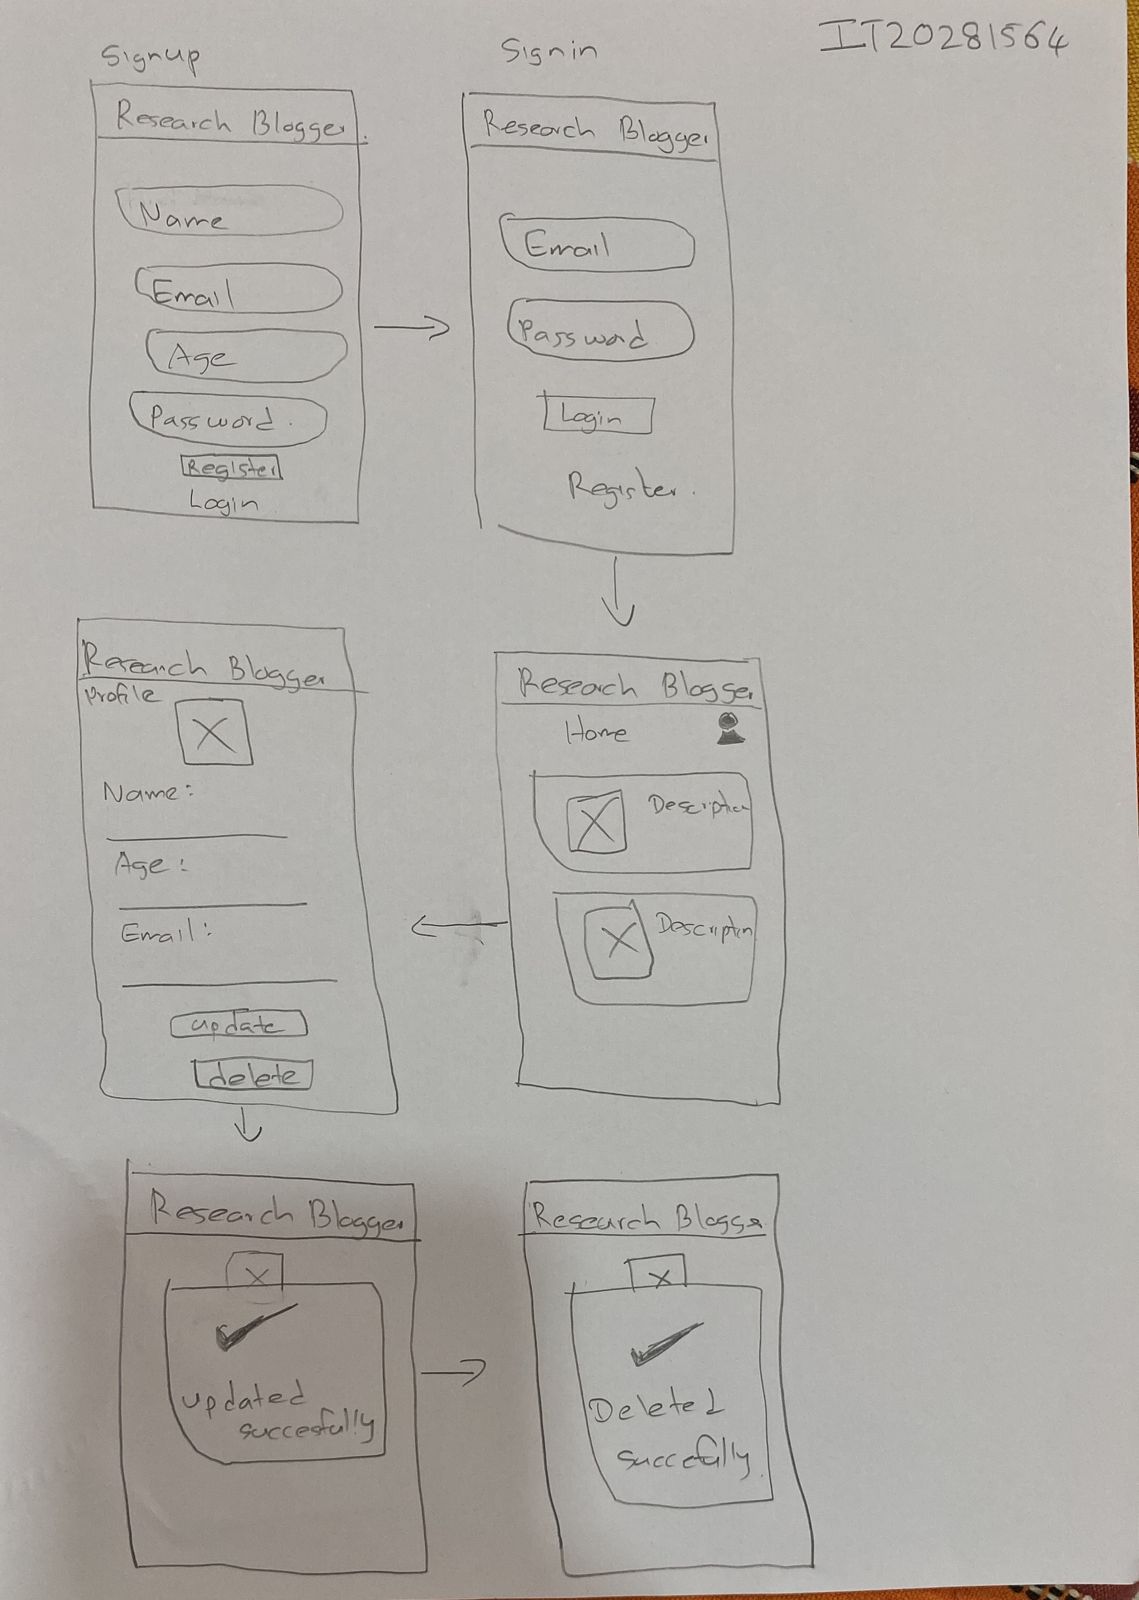 IT20281564
Signup
Research Blogger.
Name
Email
Age
Password.
Register
Login
Signin
Research Blogger
Email
Password
Login
Register.
Research Blogger
Home
Description
Description
Research Blogger
Profile
Name:
Age:
Email:
update
delete
Research Blogger
X
updated
succesfully
Research Blogger
X
Deleted
succefully.